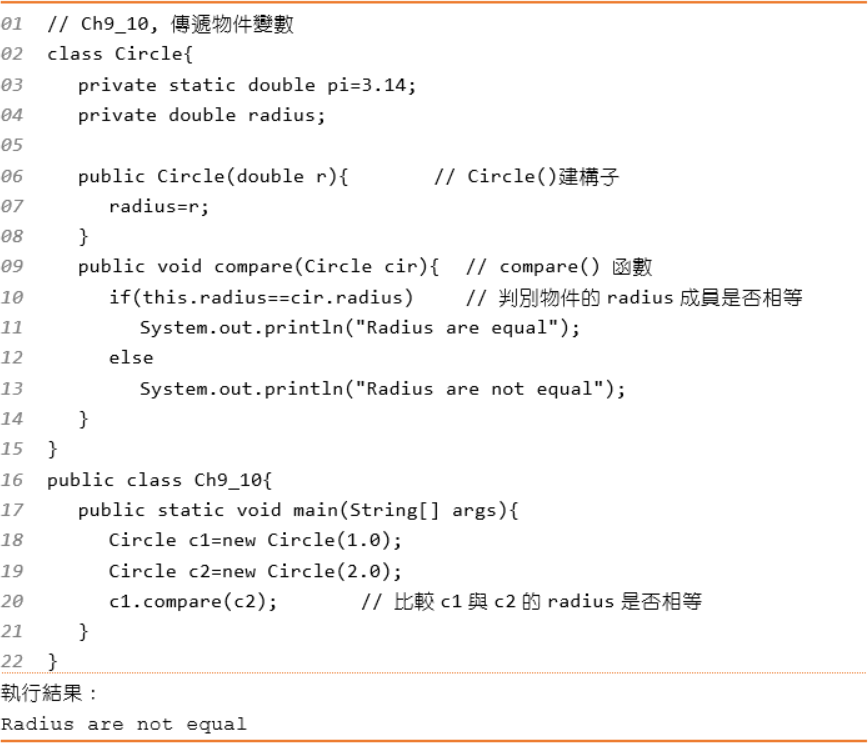 01 // Ch9_10, 傳遞物件變數
02 class Circle{
03    private static double pi=3.14;
04    private double radius;
05
06    public Circle(double r){        // Circle()建構子
07       radius=r;
08    }
09    public void compare(Circle cir){  // compare() 函數
10       if(this.radius==cir.radius)     // 判別物件的 radius 成員是否相等
11          System.out.println("Radius are equal");
12       else
13          System.out.println("Radius are not equal");
14    }
15 }
16 public class Ch9_10{
17    public static void main(String[] args){
18       Circle c1=new Circle(1.0);
19       Circle c2=new Circle(2.0);
20       c1.compare(c2);        // 比較 c1 與 c2 的 radius 是否相等
21    }
22 }
執行結果：
Radius are not equal